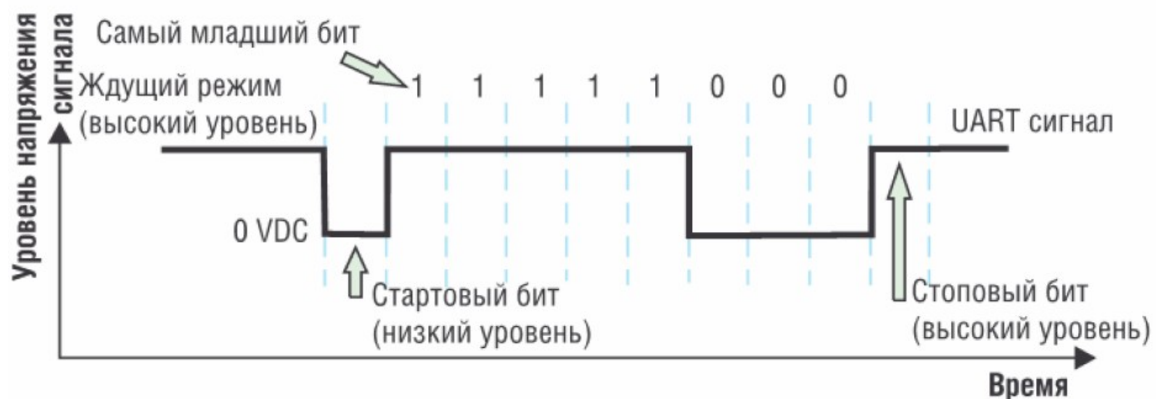 Уровень напряжения
сигнала
Самый младший бит
Ждущий режим
(высокий уровень)
1 1 1 1 1 0 0 0
UART сигнал
0 VDC
Стартовый бит
(низкий уровень)
Стоповый бит
(высокий уровень)
Время